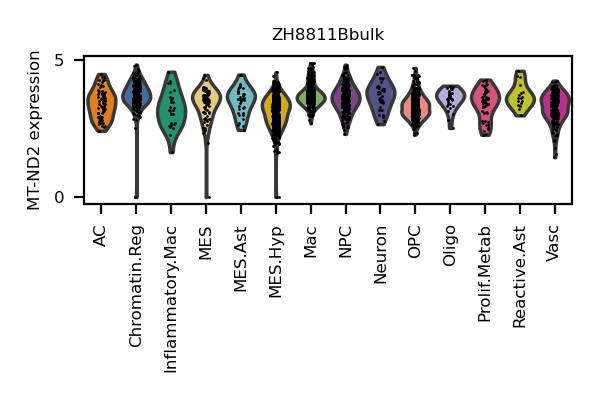 ZH8811Bbulk
MT-ND2 expression
5
0
AC
Chromatin.Reg
Inflammatory.Mac
MES
MES.Ast
MES.Hyp
Mac
NPC
Neuron
OPC
Oligo
Prolif.Metab
Reactive.Ast
Vasc